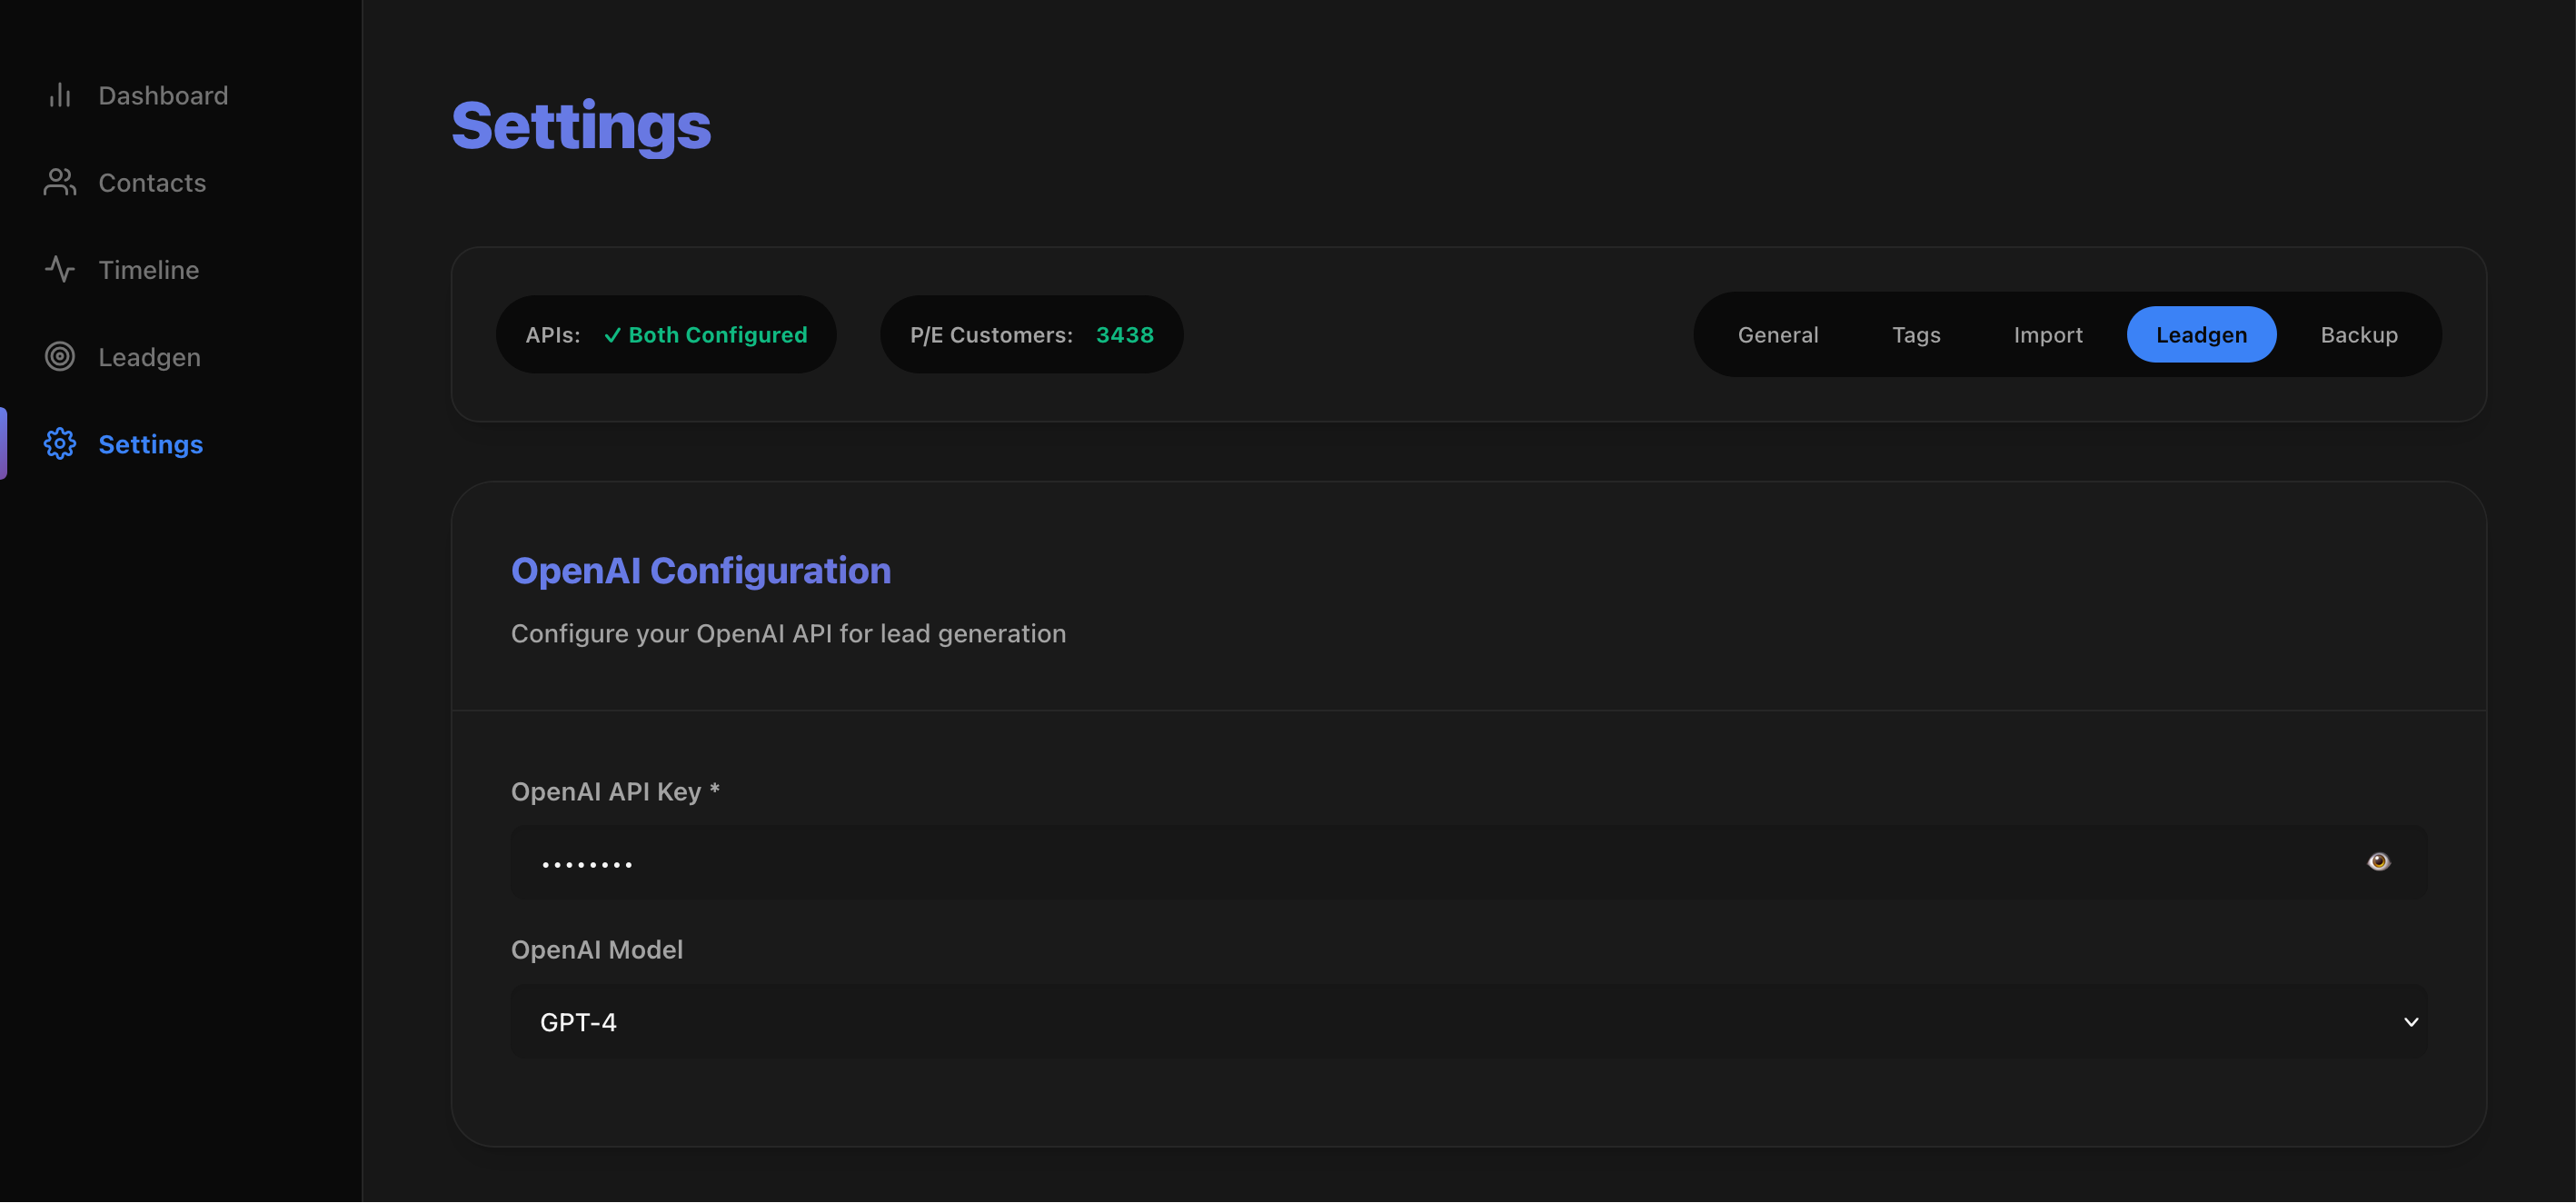 Dashboard
Contacts
Timeline
Leadgen
Settings
Settings
APIs: ✓ Both Configured
P/E Customers: 3438
General Tags Import Leadgen Backup
OpenAI Configuration
Configure your OpenAI API for lead generation
OpenAI API Key *
••••••••
OpenAI Model
GPT-4